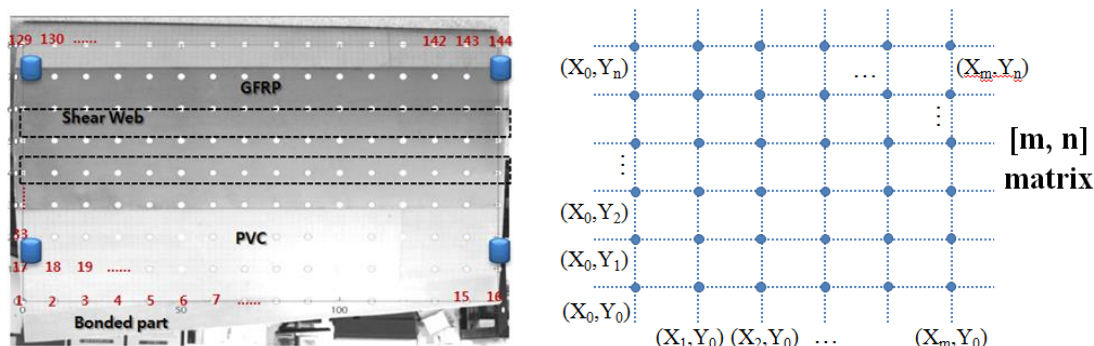 129 130 ...... 142 143 144
GFRP
Shear Web
33
PVC
17 18 19 ......
1 2 3 4 5 6 7 ...... 15 16
0 50 100
Bonded part
(X₀,Yₙ) ... (Xₘ,Yₙ)
⋮
[m, n]
matrix
⋮
(X₀,Y₂)
(X₀,Y₁)
(X₀,Y₀)
(X₁,Y₀) (X₂,Y₀) ... (Xₘ,Y₀)